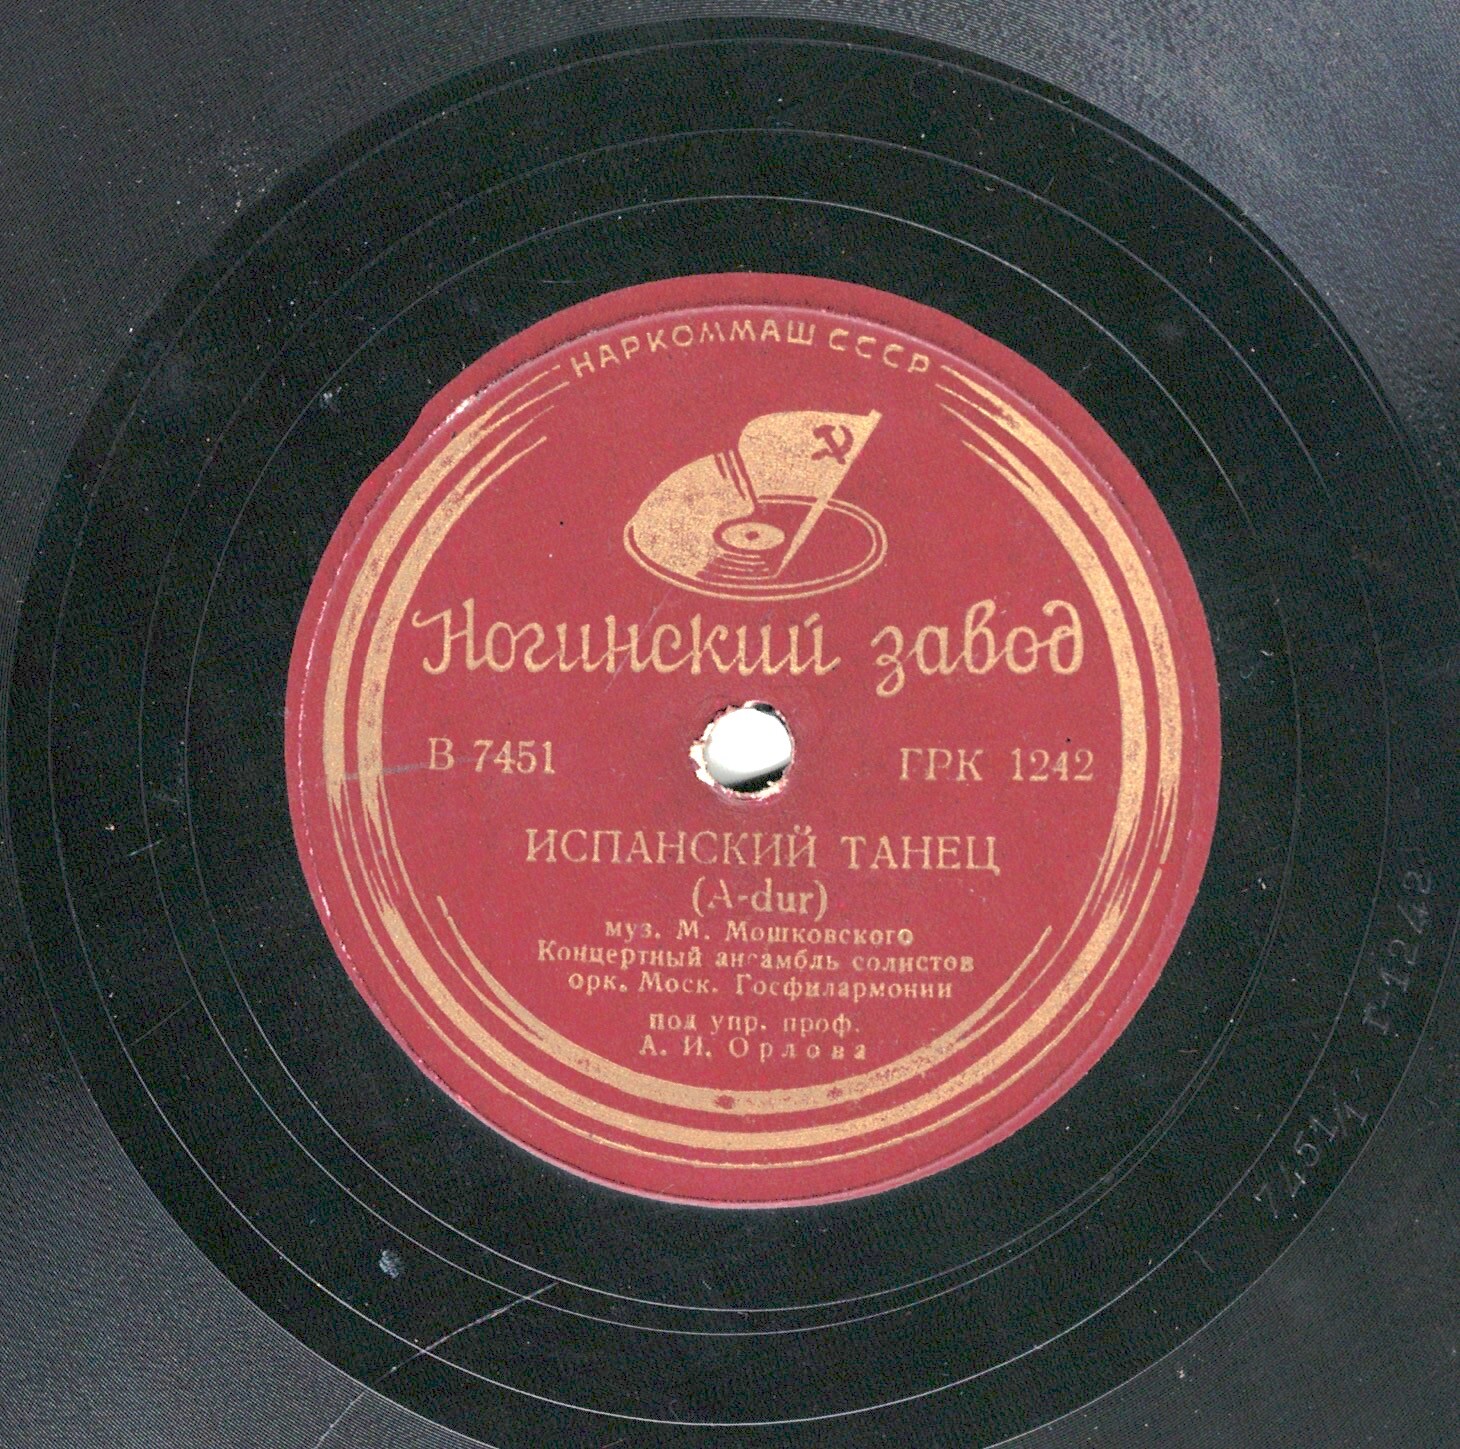 НАРКОММАШ СССР
Ногинский завод
В 7451 ГРК 1242
ИСПАНСКИЙ ТАНЕЦ
(A-dur)
муз. М. Мошковского
Концертный ансамбль солистов
орк. Моск. Госфилармонии
под упр. проф.
А. И. Орлова
7451/1 Г-1242